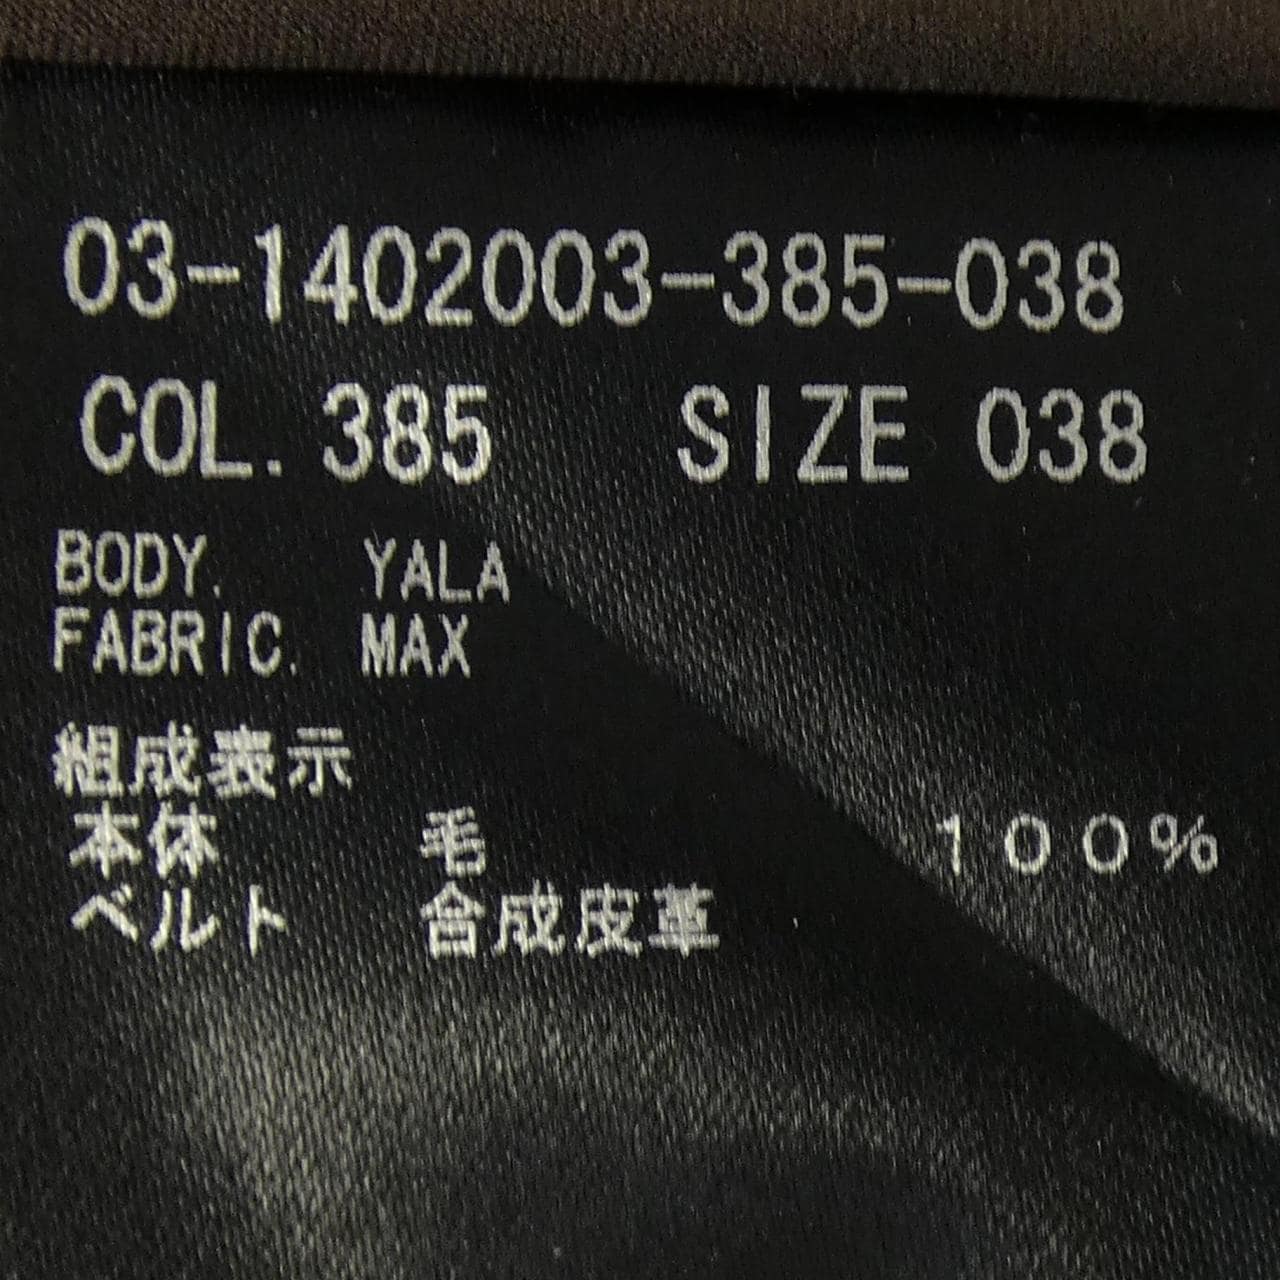 03-1402003-385-038
COL. 385 SIZE 038
BODY. YALA
FABRIC. MAX
組成表示
本体 毛 100%
ベルト 合成皮革